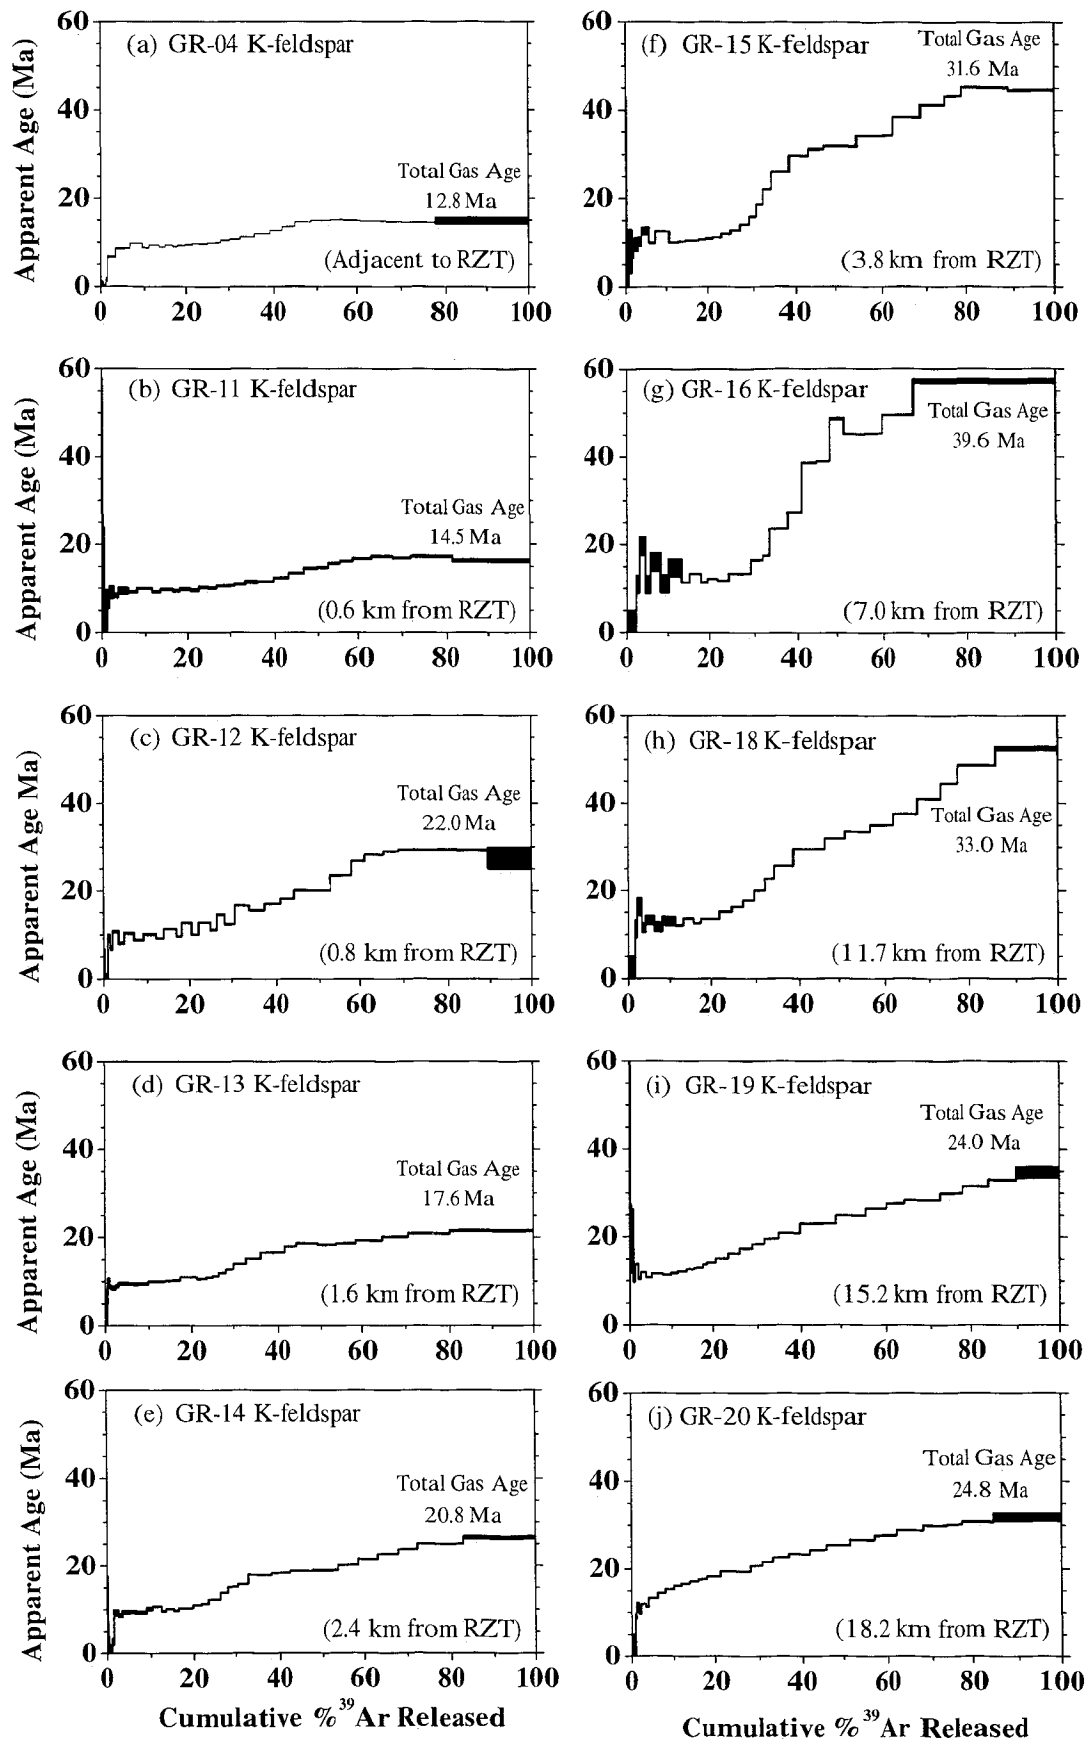 Apparent Age (Ma)
60
40
20
0
(a) GR-04 K-feldspar
Total Gas Age
12.8 Ma
(Adjacent to RZT)
0 20 40 60 80 100
60
40
20
0
(f) GR-15 K-feldspar
Total Gas Age
31.6 Ma
(3.8 km from RZT)
0 20 40 60 80 100
Apparent Age (Ma)
60
40
20
0
(b) GR-11 K-feldspar
Total Gas Age
14.5 Ma
(0.6 km from RZT)
0 20 40 60 80 100
60
40
20
0
(g) GR-16 K-feldspar
Total Gas Age
39.6 Ma
(7.0 km from RZT)
0 20 40 60 80 100
Apparent Age Ma)
60
40
20
0
(c) GR-12 K-feldspar
Total Gas Age
22.0 Ma
(0.8 km from RZT)
0 20 40 60 80 100
60
40
20
0
(h) GR-18 K-feldspar
Total Gas Age
33.0 Ma
(11.7 km from RZT)
0 20 40 60 80 100
Apparent Age (Ma)
60
40
20
0
(d) GR-13 K-feldspar
Total Gas Age
17.6 Ma
(1.6 km from RZT)
0 20 40 60 80 100
60
40
20
0
(i) GR-19 K-feldspar
Total Gas Age
24.0 Ma
(15.2 km from RZT)
0 20 40 60 80 100
Apparent Age (Ma)
60
40
20
0
(e) GR-14 K-feldspar
Total Gas Age
20.8 Ma
(2.4 km from RZT)
0 20 40 60 80 100
Cumulative % ³⁹Ar Released
60
40
20
0
(j) GR-20 K-feldspar
Total Gas Age
24.8 Ma
(18.2 km from RZT)
0 20 40 60 80 100
Cumulative % ³⁹Ar Released